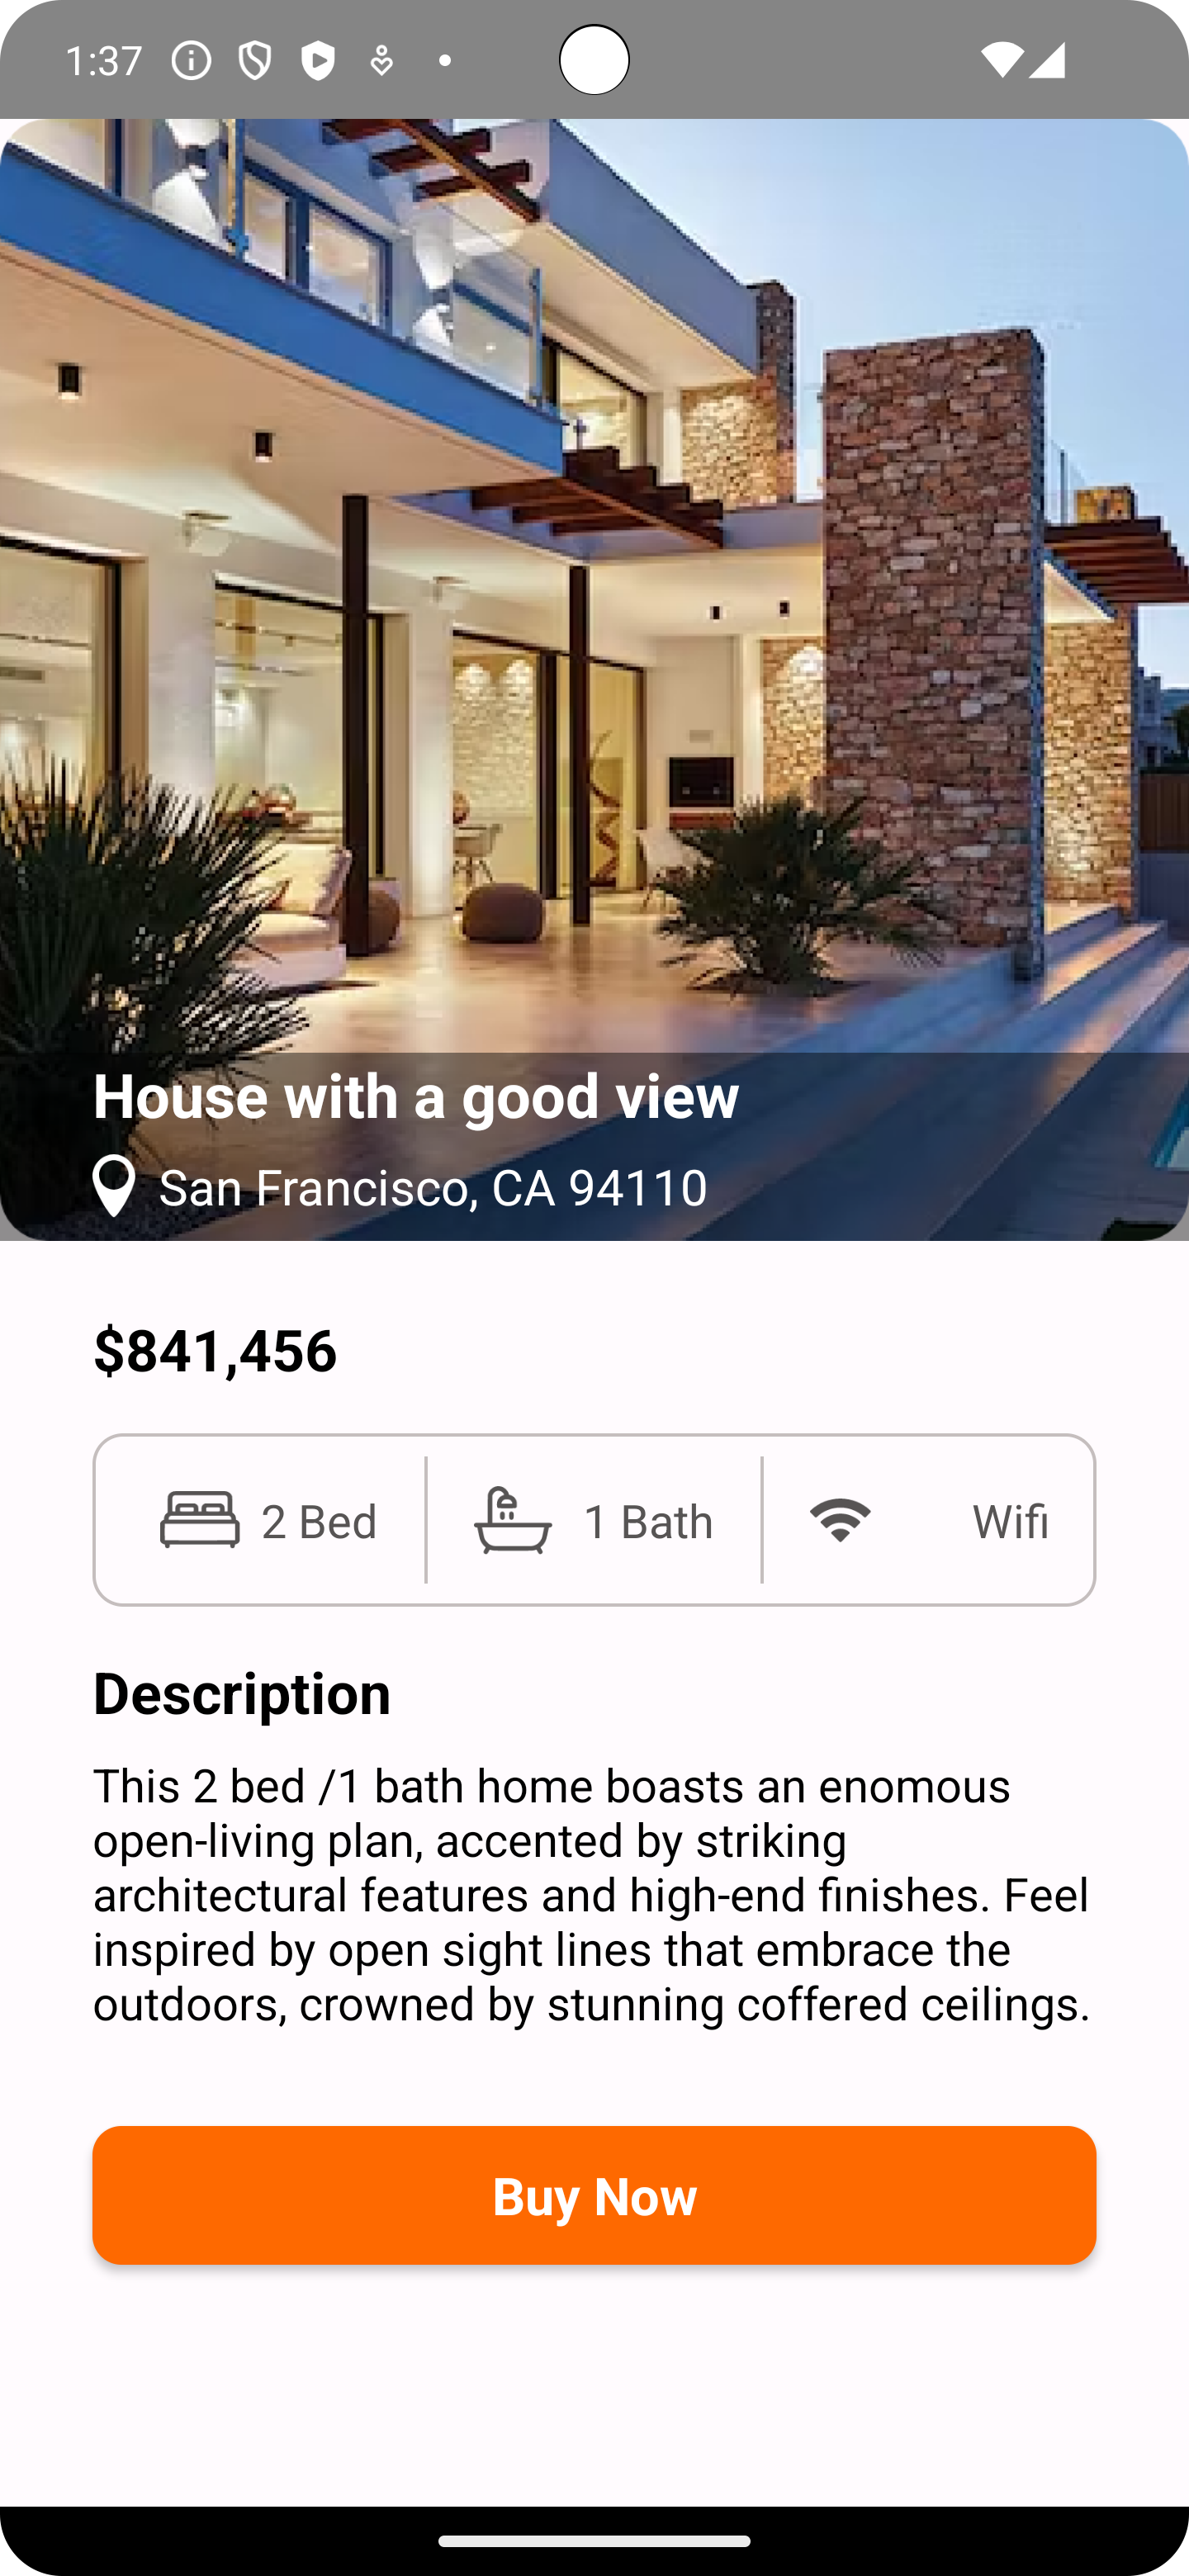 1:37
House with a good view
San Francisco, CA 94110
$841,456
2 Bed
1 Bath
Wifi
Description
This 2 bed /1 bath home boasts an enomous
open-living plan, accented by striking
architectural features and high-end finishes. Feel
inspired by open sight lines that embrace the
outdoors, crowned by stunning coffered ceilings.
Buy Now